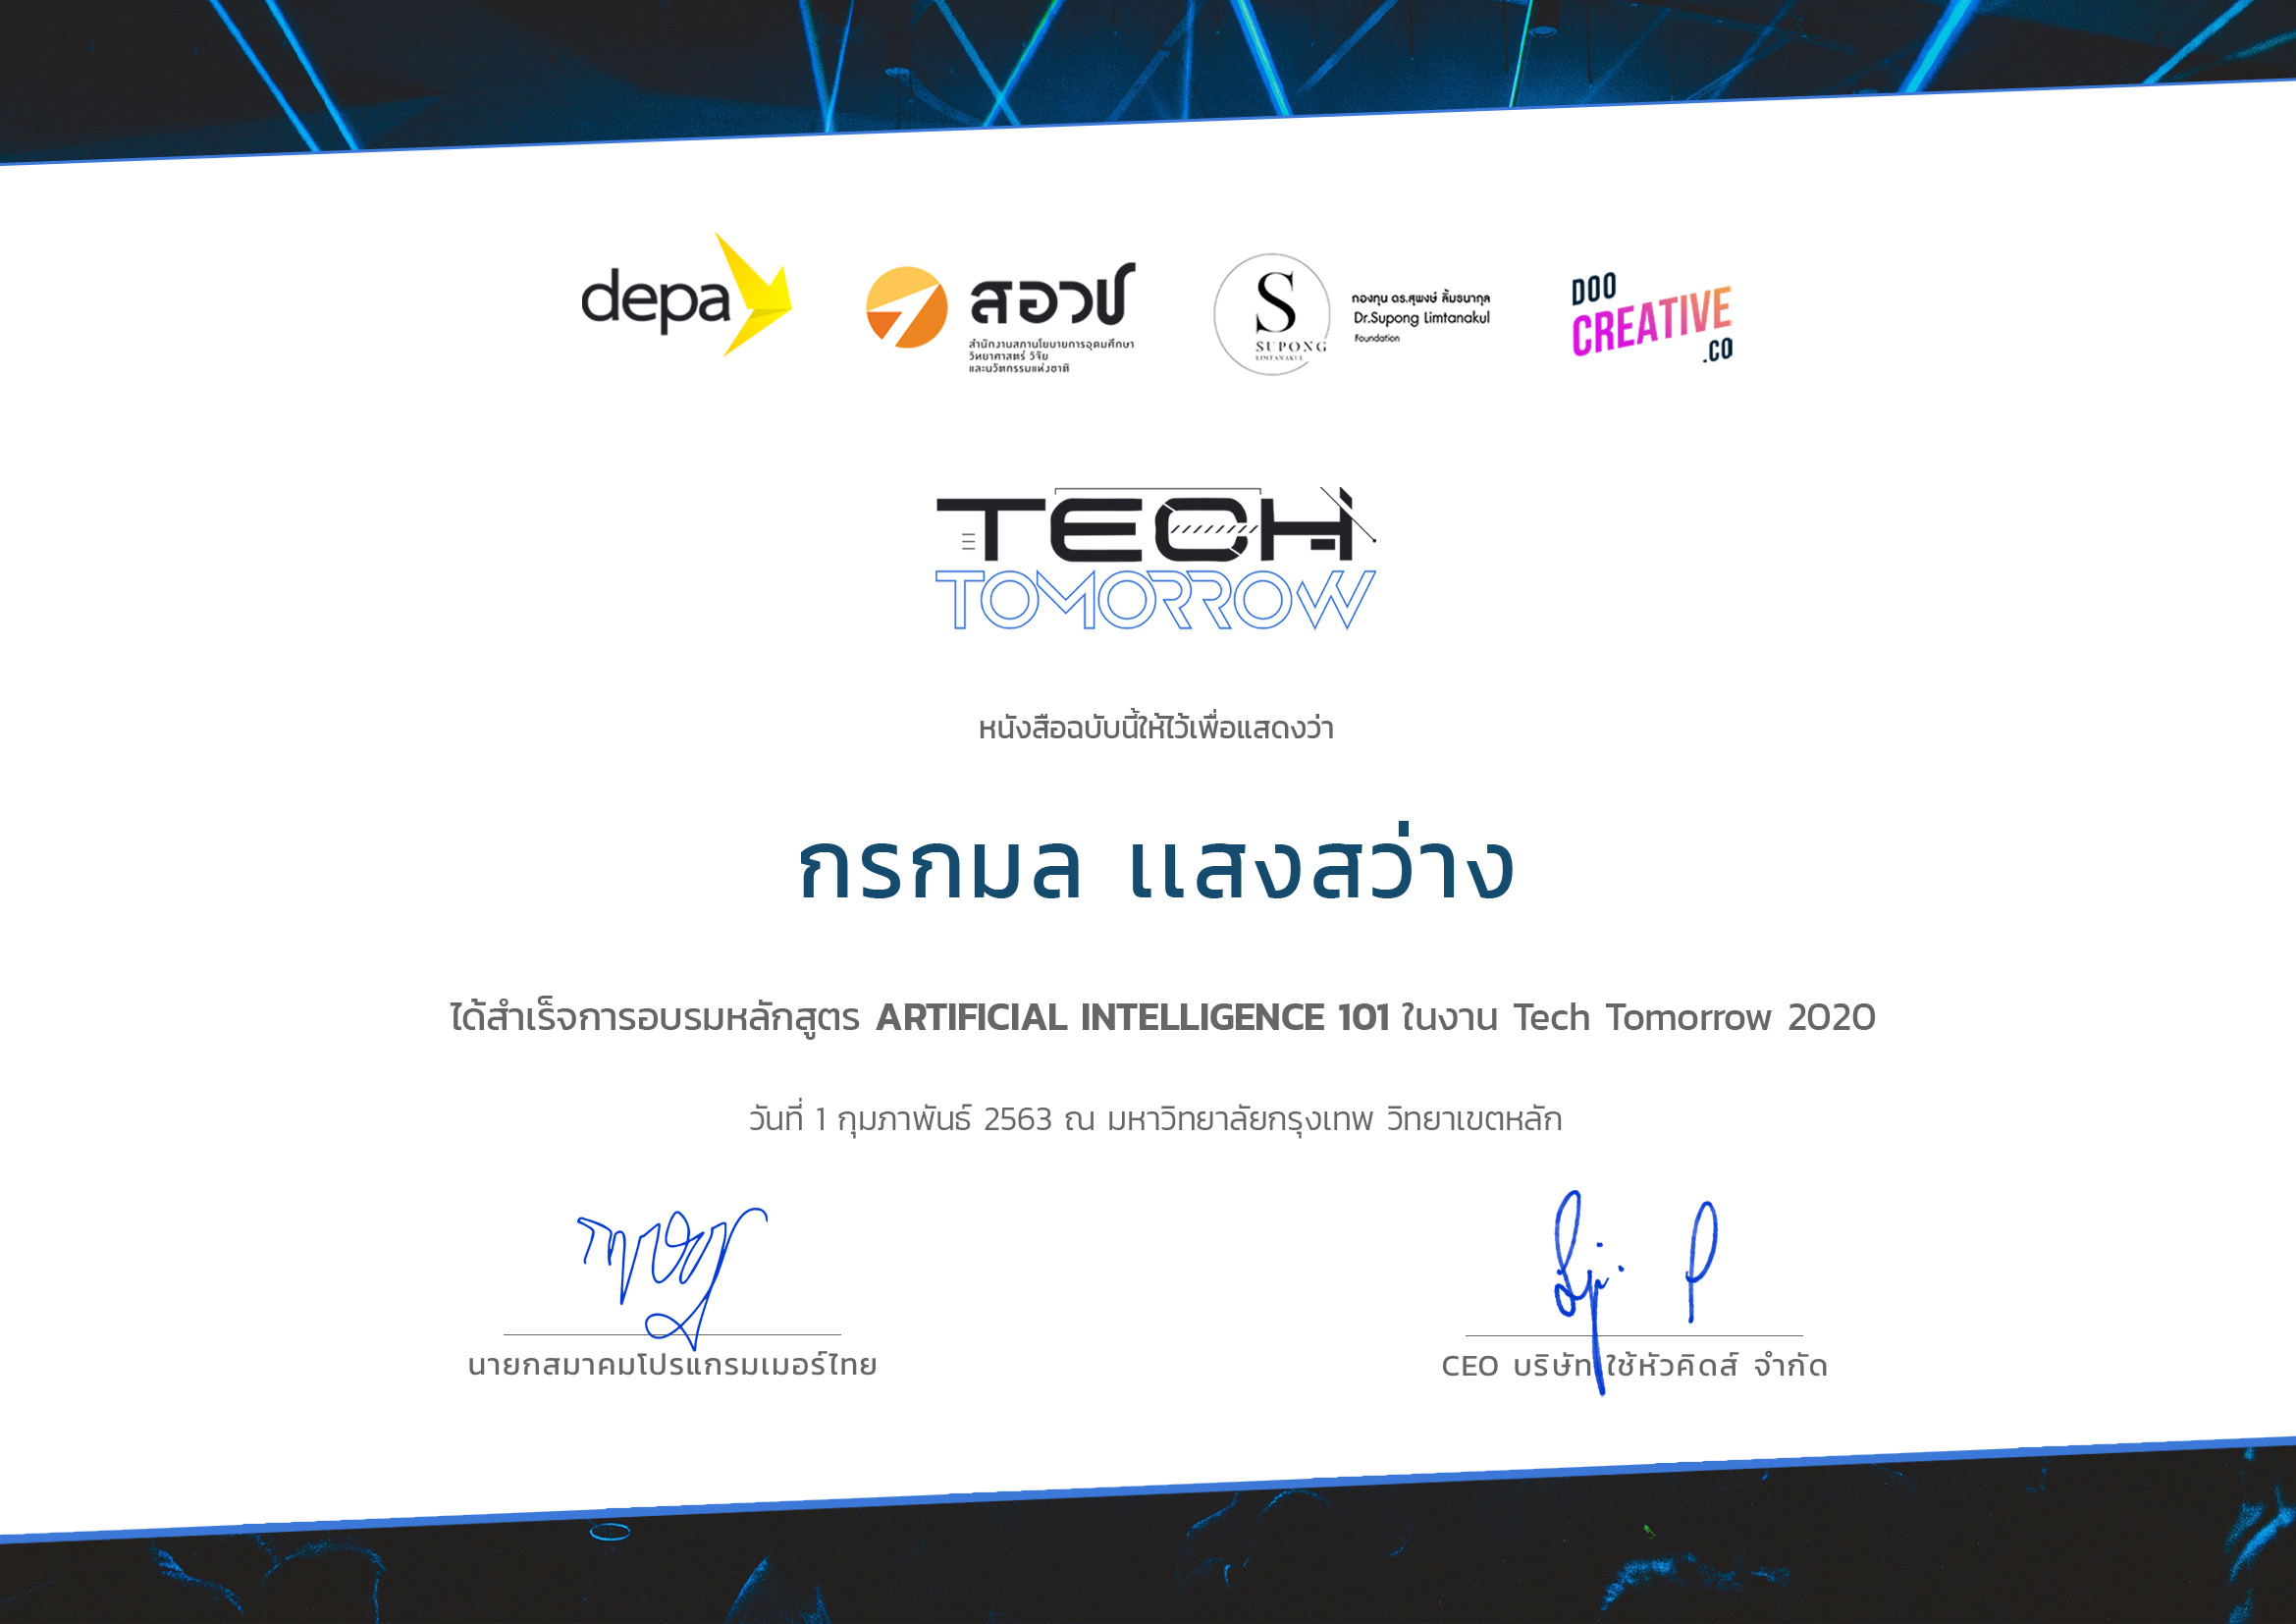 depa
สอวช
สำนักงานสภานโยบายการอุดมศึกษา
วิทยาศาสตร์ วิจัย
และนวัตกรรมแห่งชาติ
S
SUPONG
LIMTANAKUL
กองทุน ดร.สุพงษ์ ลิ้มธนากุล
Dr.Supong Limtanakul
Foundation
DOO
CREATIVE
.CO
TECH
TOMORROW
หนังสือฉบับนี้ให้ไว้เพื่อแสดงว่า
กรกมล แสงสว่าง
ได้สำเร็จการอบรมหลักสูตร ARTIFICIAL INTELLIGENCE 101 ในงาน Tech Tomorrow 2020
วันที่ 1 กุมภาพันธ์ 2563 ณ มหาวิทยาลัยกรุงเทพ วิทยาเขตหลัก
นายกสมาคมโปรแกรมเมอร์ไทย
CEO บริษัท ใช้หัวคิดส์ จำกัด